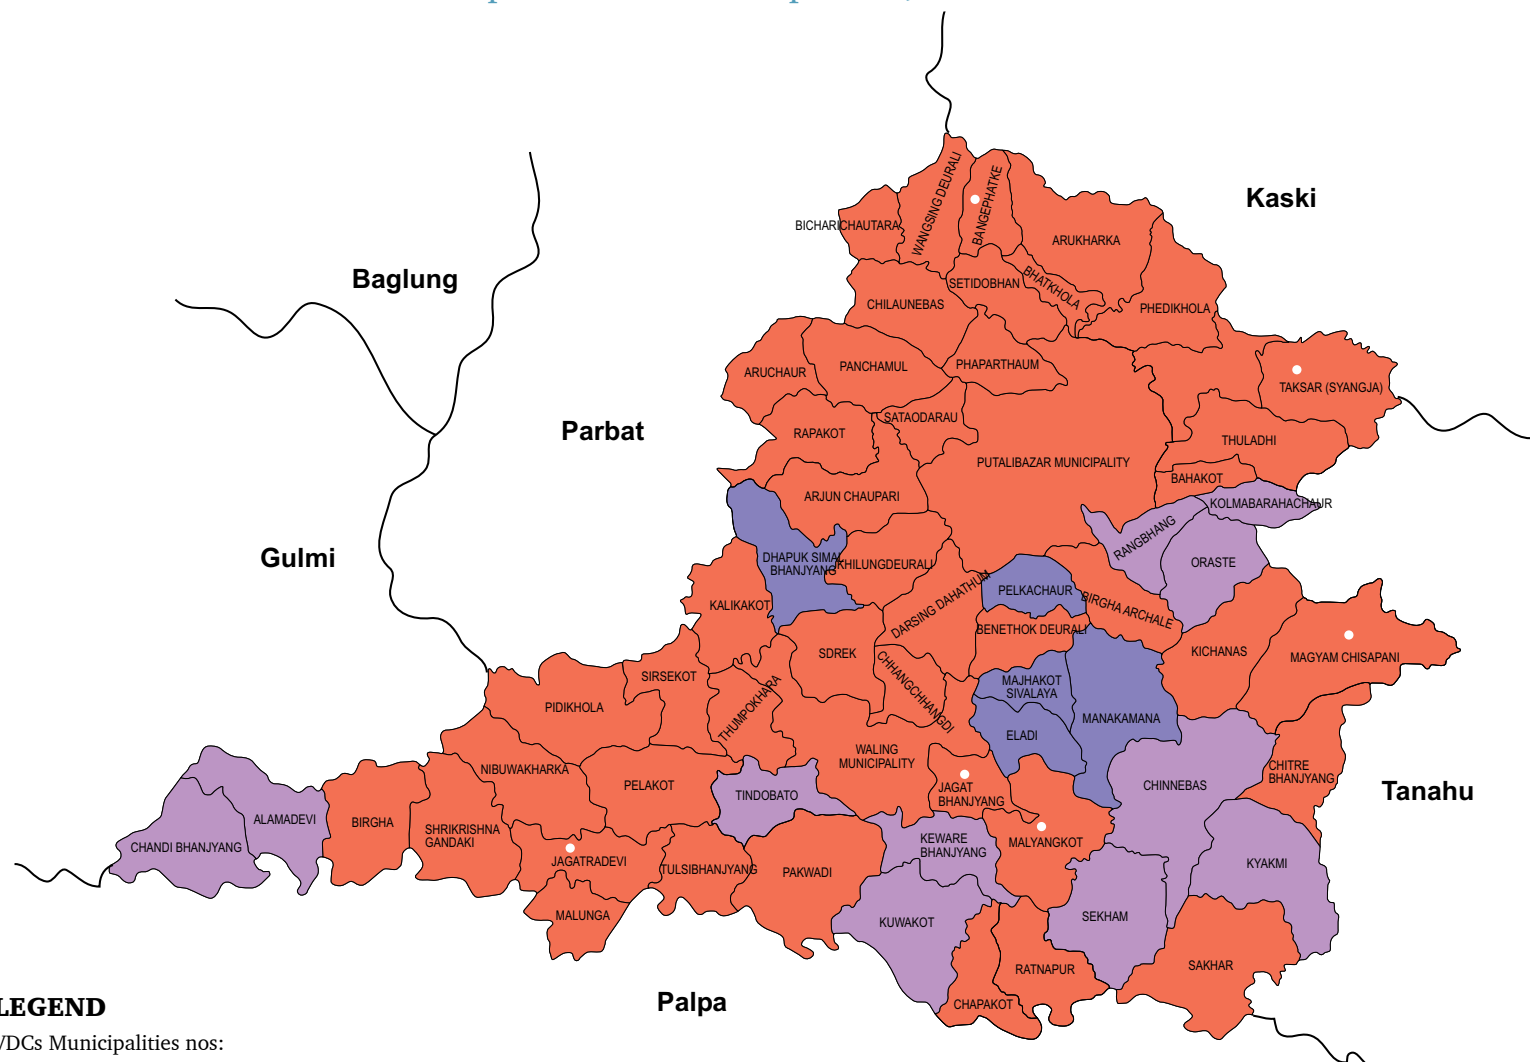 Kaski
WANGSING DEURALI
BANGEPHATKE
BICHARICHAUTARA
ARUKHARKA
Baglung
SETIDOBHAN
BHATKHOLA
CHILAUNEBAS
PHEDIKHOLA
ARUCHAUR
PANCHAMUL
PHAPARTHAUM
TAKSAR (SYANGJA)
Parbat
SATAODARAU
RAPAKOT
THULADHI
PUTALIBAZAR MUNICIPALITY
BAHAKOT
ARJUN CHAUPARI
KOLMABARAHACHAUR
RANGBHANG
Gulmi
DHAPUK SIMAL
BHANJYANG
KHILUNGDEURALI
ORASTE
PELKACHAUR
KALIKAKOT
DARSING DAHATHUM
BIRGHA ARCHALE
BENETHOK DEURALI
SDREK
KICHANAS
MAGYAM CHISAPANI
SIRSEKOT
CHHANGCHHANGDI
MAJHAKOT
SIVALAYA
PIDIKHOLA
THUMPOKHARA
MANAKAMANA
ELADI
WALING
MUNICIPALITY
NIBUWAKHARKA
CHITRE
BHANJYANG
PELAKOT
TINDOBATO
JAGAT
BHANJYANG
CHINNEBAS
Tanahu
ALAMADEVI
BIRGHA
SHRIKRISHNA
GANDAKI
CHANDI BHANJYANG
KEWARE
BHANJYANG
MALYANGKOT
JAGATRADEVI
TULSIBHANJYANG
PAKWADI
KYAKMI
MALUNGA
KUWAKOT
SEKHAM
RATNAPUR
SAKHAR
Palpa
CHAPAKOT
LEGEND
VDCs Municipalities nos: